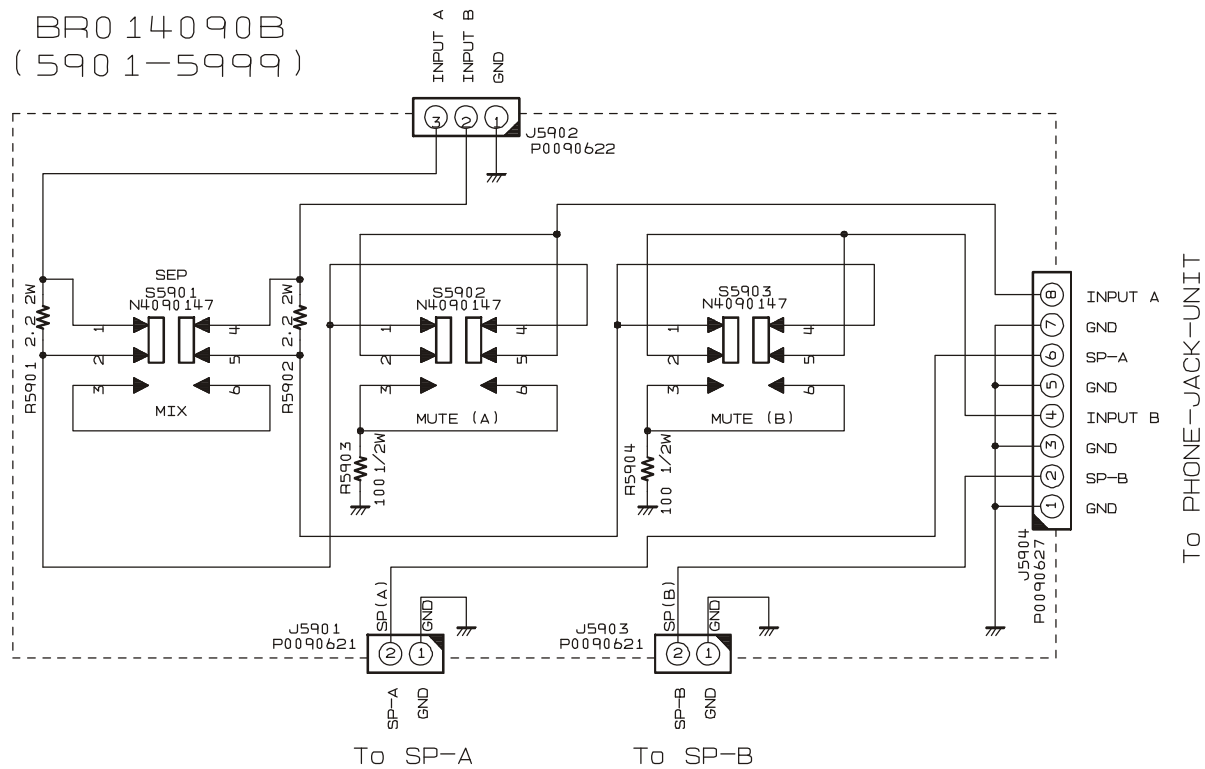 BR014090B
(5901-5999)
INPUT A
INPUT B
GND
3
2
1
J5902
P0090622
SEP
S5901
N4090147
1
2
3
4
5
6
MIX
R5901
2.2 2W
R5902
2.2 2W
S5902
N4090147
1
2
3
4
5
6
MUTE (A)
R5903
100 1/2W
S5903
N4090147
1
2
3
4
5
6
MUTE (B)
R5904
100 1/2W
8 INPUT A
7 GND
6 SP-A
5 GND
4 INPUT B
3 GND
2 SP-B
1 GND
J5904
P0090627
To PHONE-JACK-UNIT
SP(A)
GND
J5901
P0090621
2
1
SP-A
GND
To SP-A
SP(B)
GND
J5903
P0090621
2
1
SP-B
GND
To SP-B